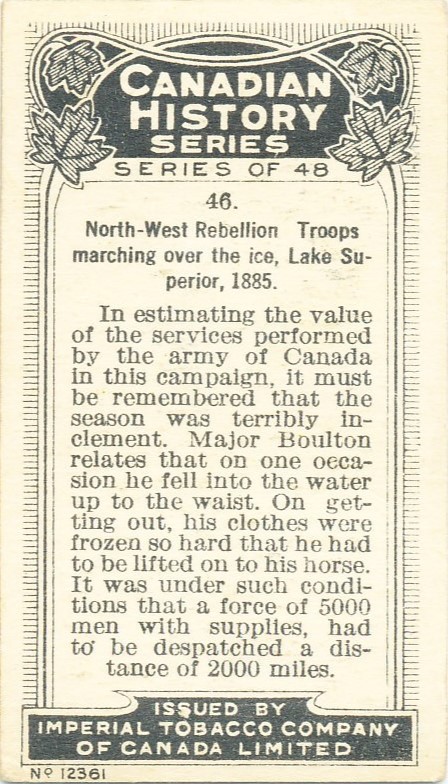 CANADIAN
HISTORY
SERIES
SERIES OF 48
46.
North-West Rebellion Troops
marching over the ice, Lake Su-
perior, 1885.
In estimating the value
of the services performed
by the army of Canada
in this campaign, it must
be remembered that the
season was terribly in-
clement. Major Boulton
relates that on one occa-
sion he fell into the water
up to the waist. On get-
ting out, his clothes were
frozen so hard that he had
to be lifted on to his horse.
It was under such condi-
tions that a force of 5000
men with supplies, had
to be despatched a dis-
tance of 2000 miles.
ISSUED BY
IMPERIAL TOBACCO COMPANY
OF CANADA LIMITED
Nº 12361